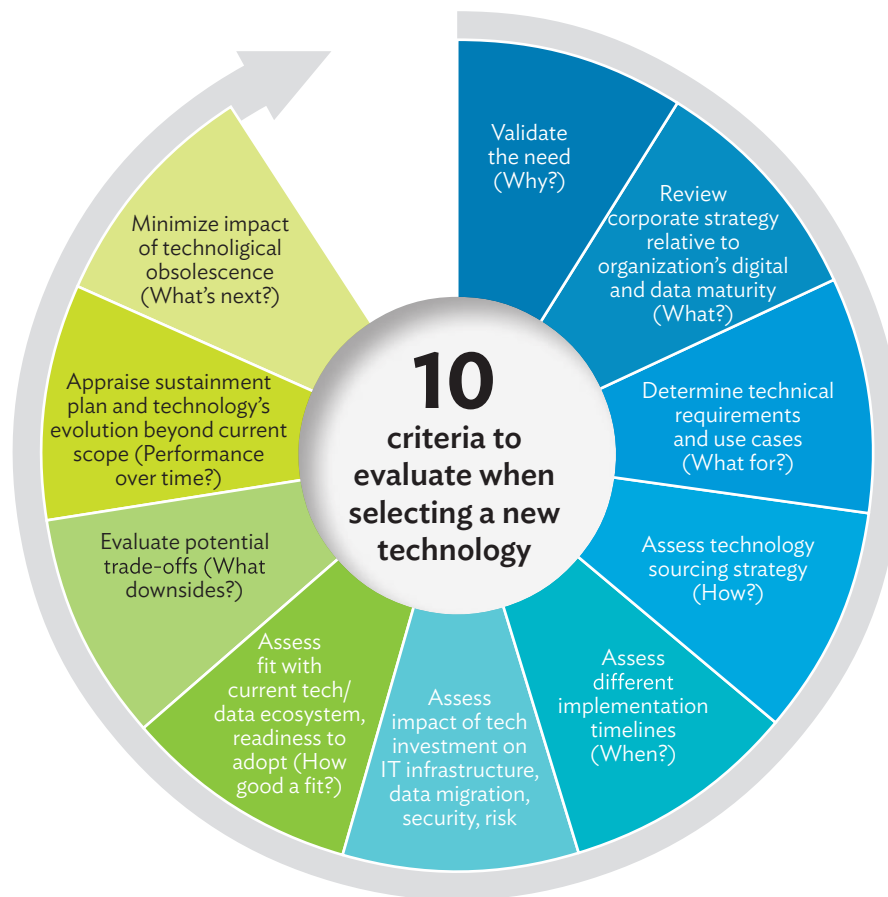 10
criteria to
evaluate when
selecting a new
technology
Validate
the need
(Why?)
Review
corporate strategy
relative to
organization’s digital
and data maturity
(What?)
Determine technical
requirements
and use cases
(What for?)
Assess technology
sourcing strategy
(How?)
Assess
different
implementation
timelines
(When?)
Assess
impact of tech
investment on
IT infrastructure,
data migration,
security, risk
Assess
fit with
current tech/
data ecosystem,
readiness to
adopt (How
good a fit?)
Evaluate potential
trade-offs (What
downsides?)
Appraise sustainment
plan and technology’s
evolution beyond current
scope (Performance
over time?)
Minimize impact
of technoligical
obsolescence
(What’s next?)